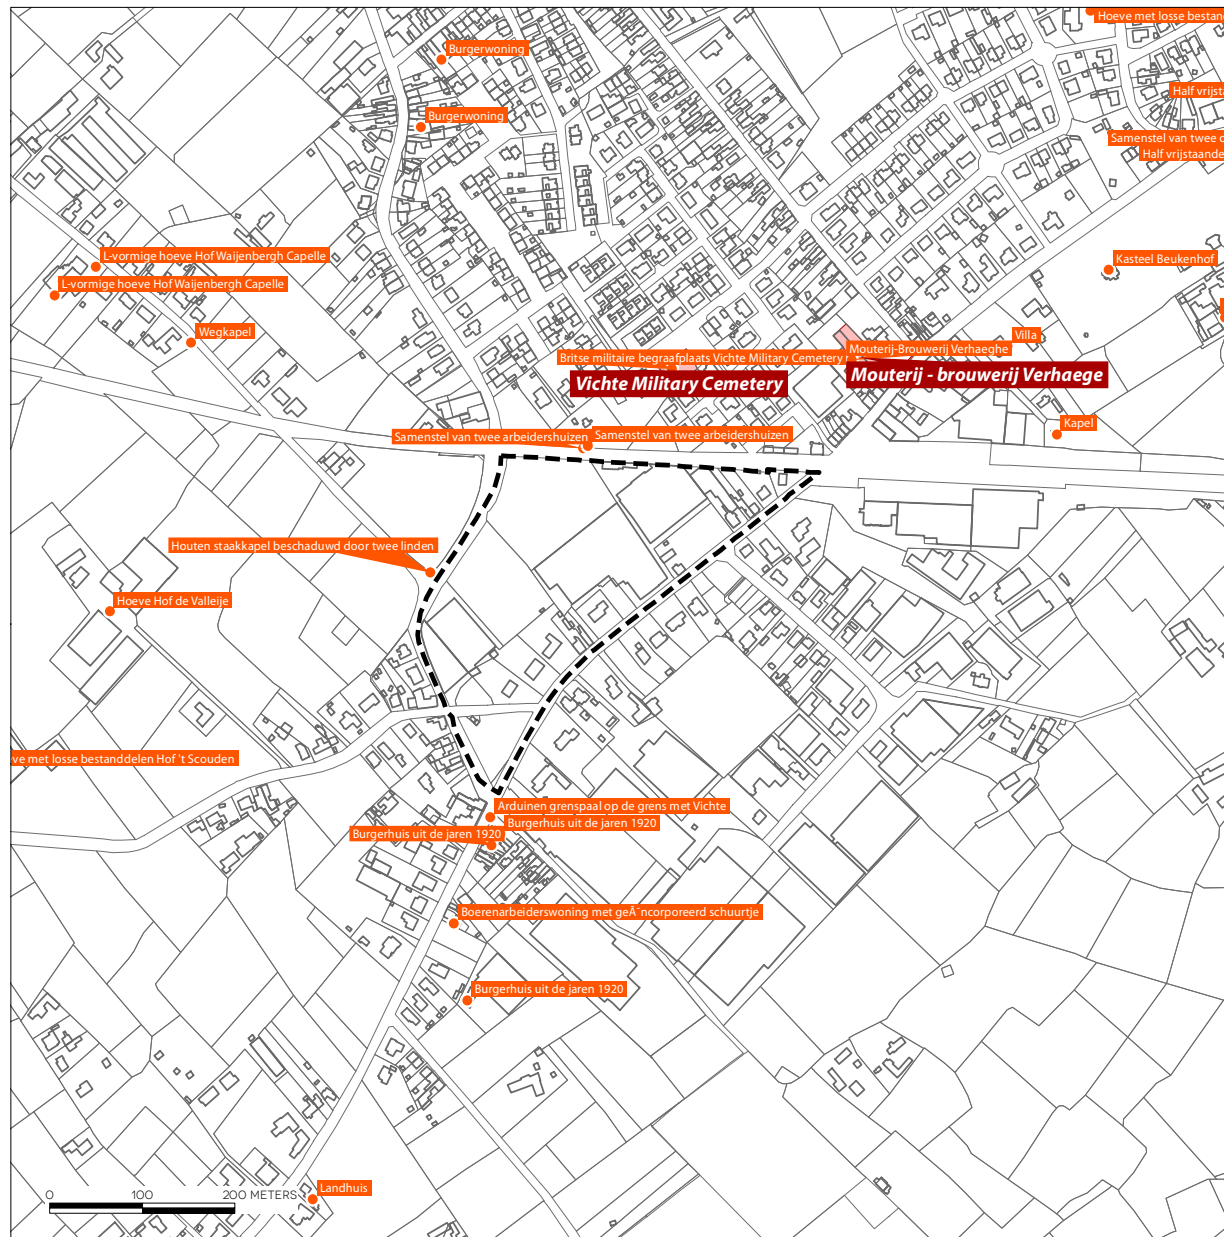 Hoeve met losse bestand
Burgerwoning
Half vrijsta
Burgerwoning
Samenstel van twee
Half vrijstaande
L-vormige hoeve Hof Waijenbergh Capelle
Kasteel Beukenhof
L-vormige hoeve Hof Waijenbergh Capelle
Wegkapel
Villa
Mouterij-Brouwerij Verhaeghe
Britse militaire begraafplaats Vichte Military Cemetery
Mouterij - brouwerij Verhaege
Vichte Military Cemetery
Kapel
Samenstel van twee arbeidershuizen
Samenstel van twee arbeidershuizen
Houten staakkapel beschaduwd door twee linden
Hoeve Hof de Valleije
ve met losse bestanddelen Hof 't Scouden
Arduinen grenspaal op de grens met Vichte
Burgerhuis uit de jaren 1920
Burgerhuis uit de jaren 1920
Boerenarbeiderswoning met geÃ¯ncorporeerd schuurtje
Burgerhuis uit de jaren 1920
Landhuis
0 100 200 METERS